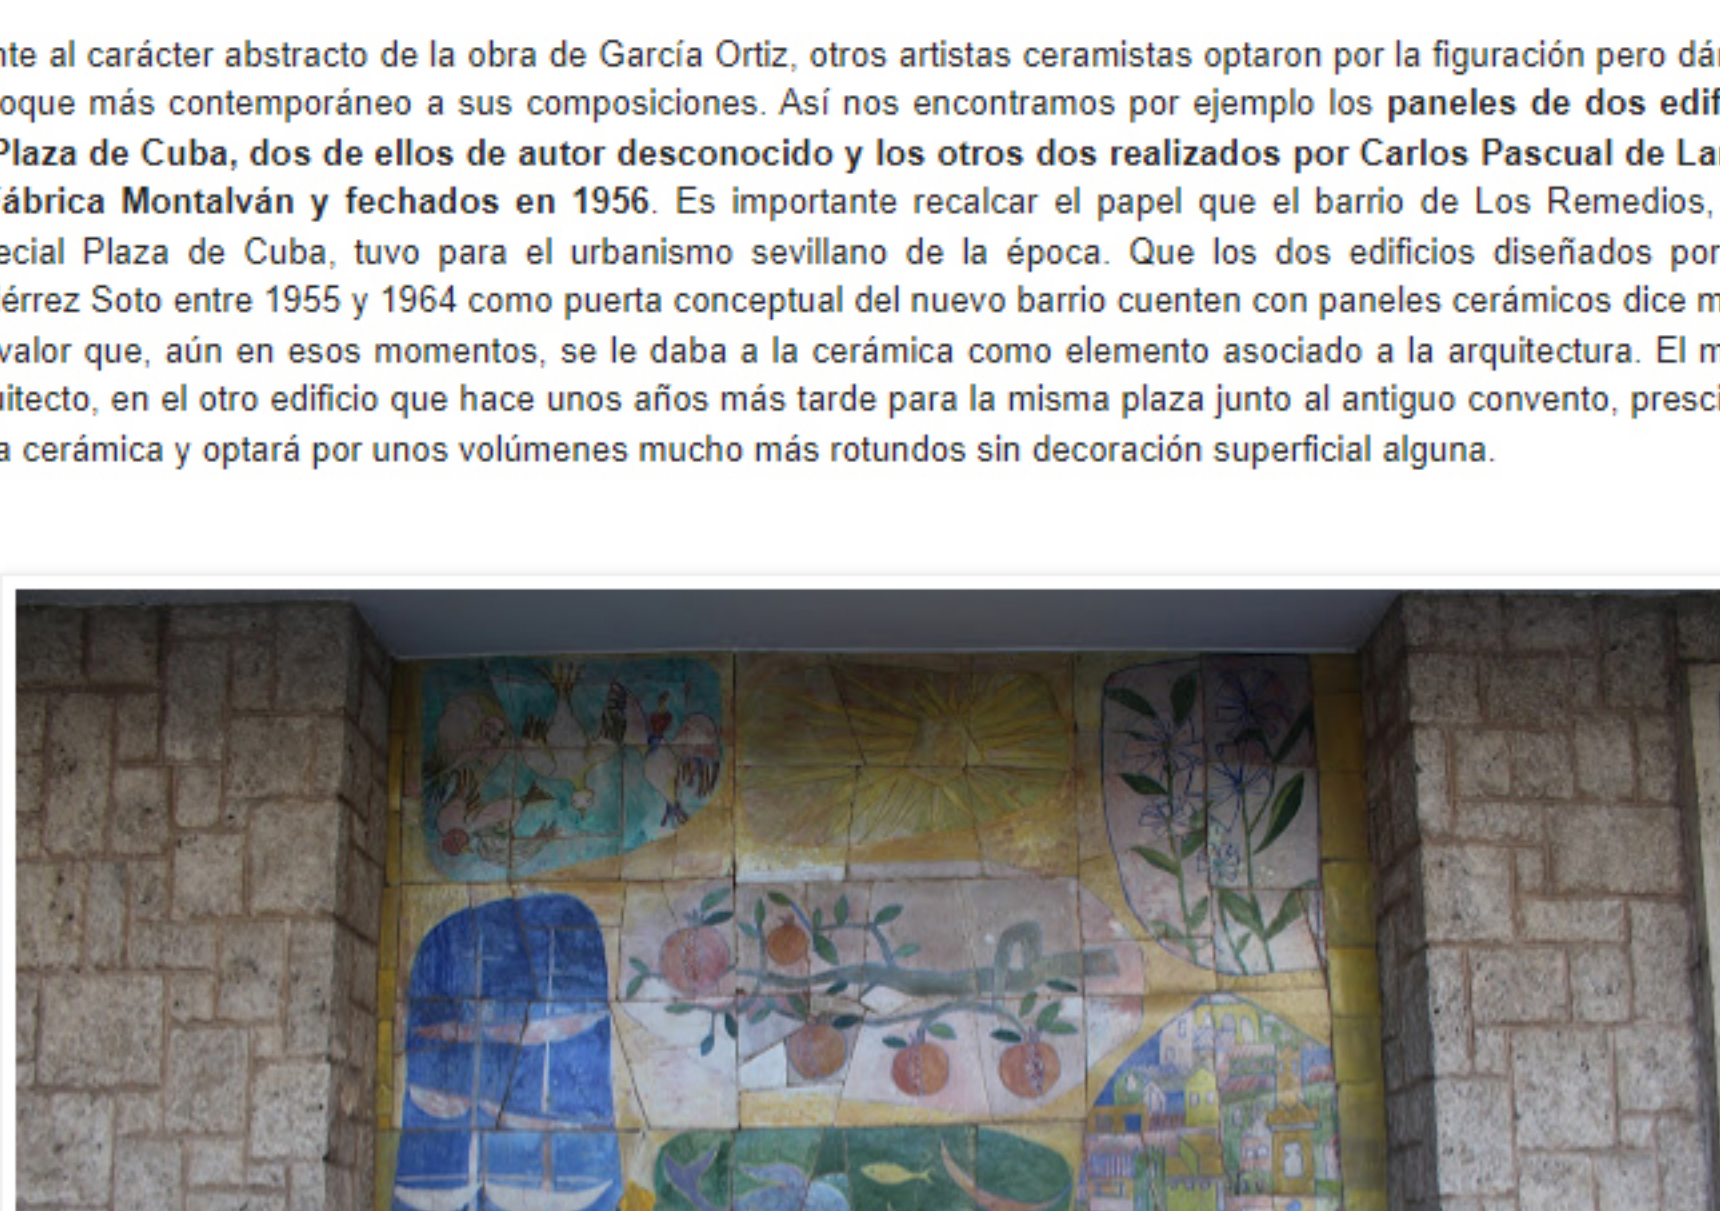 nte al carácter abstracto de la obra de García Ortiz, otros artistas ceramistas optaron por la figuración pero dá
oque más contemporáneo a sus composiciones. Así nos encontramos por ejemplo los paneles de dos edif
Plaza de Cuba, dos de ellos de autor desconocido y los otros dos realizados por Carlos Pascual de La
ábrica Montalván y fechados en 1956. Es importante recalcar el papel que el barrio de Los Remedios,
ecial Plaza de Cuba, tuvo para el urbanismo sevillano de la época. Que los dos edificios diseñados por
iérrez Soto entre 1955 y 1964 como puerta conceptual del nuevo barrio cuenten con paneles cerámicos dice m
valor que, aún en esos momentos, se le daba a la cerámica como elemento asociado a la arquitectura. El m
uitecto, en el otro edificio que hace unos años más tarde para la misma plaza junto al antiguo convento, presci
a cerámica y optará por unos volúmenes mucho más rotundos sin decoración superficial alguna.